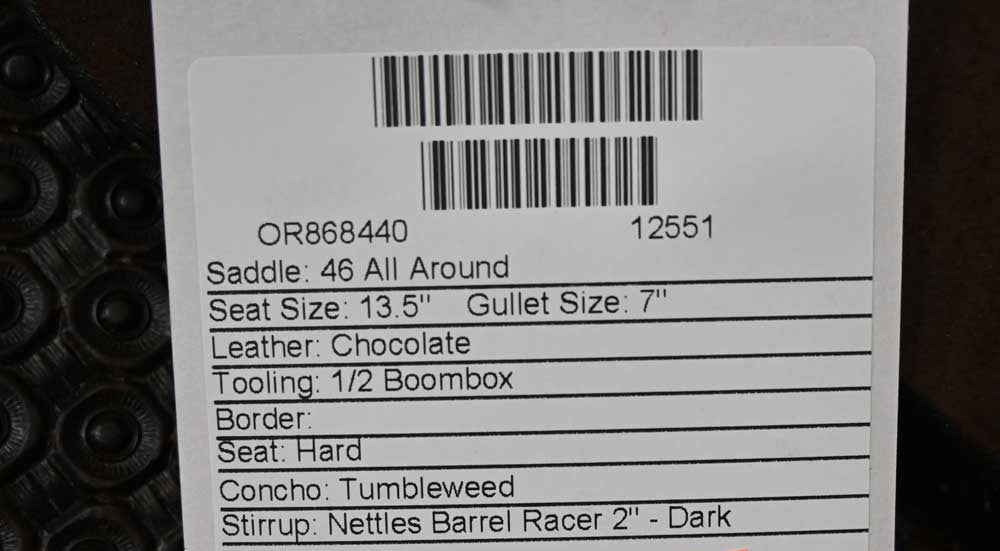 OR868440 12551
Saddle: 46 All Around
Seat Size: 13.5" Gullet Size: 7"
Leather: Chocolate
Tooling: 1/2 Boombox
Border:
Seat: Hard
Concho: Tumbleweed
Stirrup: Nettles Barrel Racer 2" - Dark